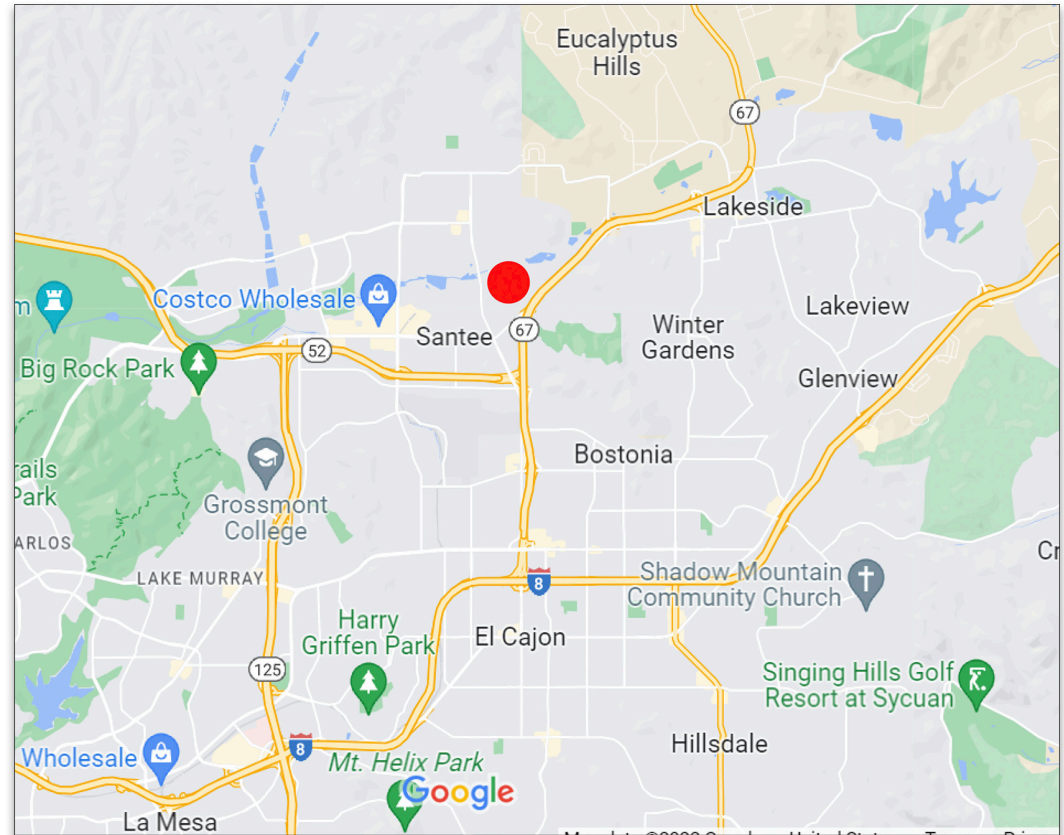 Eucalyptus
Hills
67
Lakeside
m
Costco Wholesale
Lakeview
Santee
67
Winter
Gardens
52
Big Rock Park
Glenview
Bostonia
rails
Park
Grossmont
College
ARLOS
LAKE MURRAY
Cr
8
Shadow Mountain
Community Church
Harry
Griffen Park
El Cajon
125
Singing Hills Golf
Resort at Sycuan
Wholesale
8
Mt. Helix Park
Hillsdale
Google
La Mesa